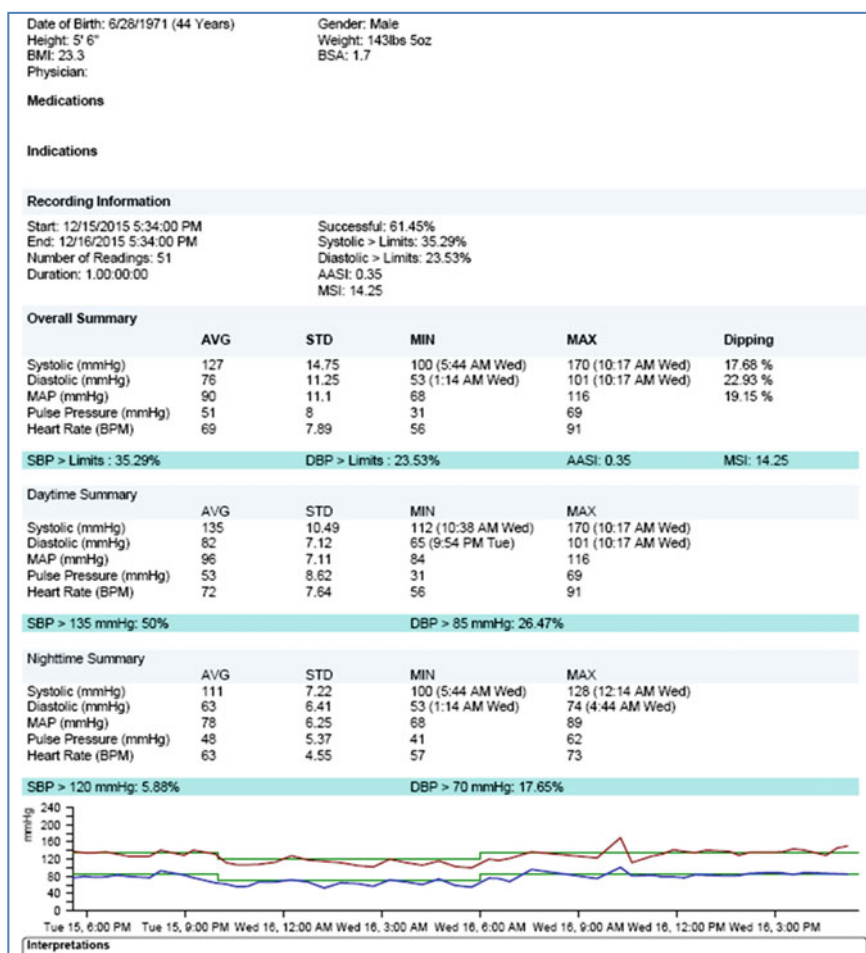 Date of Birth: 6/28/1971 (44 Years) Gender: Male
Height: 5' 6" Weight: 143lbs 5oz
BMI: 23.3 BSA: 1.7
Physician:
Medications
Indications
Recording Information
Start: 12/15/2015 5:34:00 PM Successful: 61.45%
End: 12/16/2015 5:34:00 PM Systolic > Limits: 35.29%
Number of Readings: 51 Diastolic > Limits: 23.53%
Duration: 1.00:00:00 AASI: 0.35
MSI: 14.25
Overall Summary
AVG STD MIN MAX Dipping
Systolic (mmHg) 127 14.75 100 (5:44 AM Wed) 170 (10:17 AM Wed) 17.68 %
Diastolic (mmHg) 76 11.25 53 (1:14 AM Wed) 101 (10:17 AM Wed) 22.93 %
MAP (mmHg) 90 11.1 68 116 19.15 %
Pulse Pressure (mmHg) 51 8 31 69
Heart Rate (BPM) 69 7.89 56 91
SBP > Limits : 35.29% DBP > Limits : 23.53% AASI: 0.35 MSI: 14.25
Daytime Summary
AVG STD MIN MAX
Systolic (mmHg) 135 10.49 112 (10:38 AM Wed) 170 (10:17 AM Wed)
Diastolic (mmHg) 82 7.12 65 (9:54 PM Tue) 101 (10:17 AM Wed)
MAP (mmHg) 96 7.11 84 116
Pulse Pressure (mmHg) 53 8.62 31 69
Heart Rate (BPM) 72 7.64 56 91
SBP > 135 mmHg: 50% DBP > 85 mmHg: 26.47%
Nighttime Summary
AVG STD MIN MAX
Systolic (mmHg) 111 7.22 100 (5:44 AM Wed) 128 (12:14 AM Wed)
Diastolic (mmHg) 63 6.41 53 (1:14 AM Wed) 74 (4:44 AM Wed)
MAP (mmHg) 78 6.25 68 89
Pulse Pressure (mmHg) 48 5.37 41 62
Heart Rate (BPM) 63 4.55 57 73
SBP > 120 mmHg: 5.88% DBP > 70 mmHg: 17.65%
mmHg
240
200
160
120
80
40
0
Tue 15, 6:00 PM Tue 15, 9:00 PM Wed 16, 12:00 AM Wed 16, 3:00 AM Wed 16, 6:00 AM Wed 16, 9:00 AM Wed 16, 12:00 PM Wed 16, 3:00 PM
Interpretations